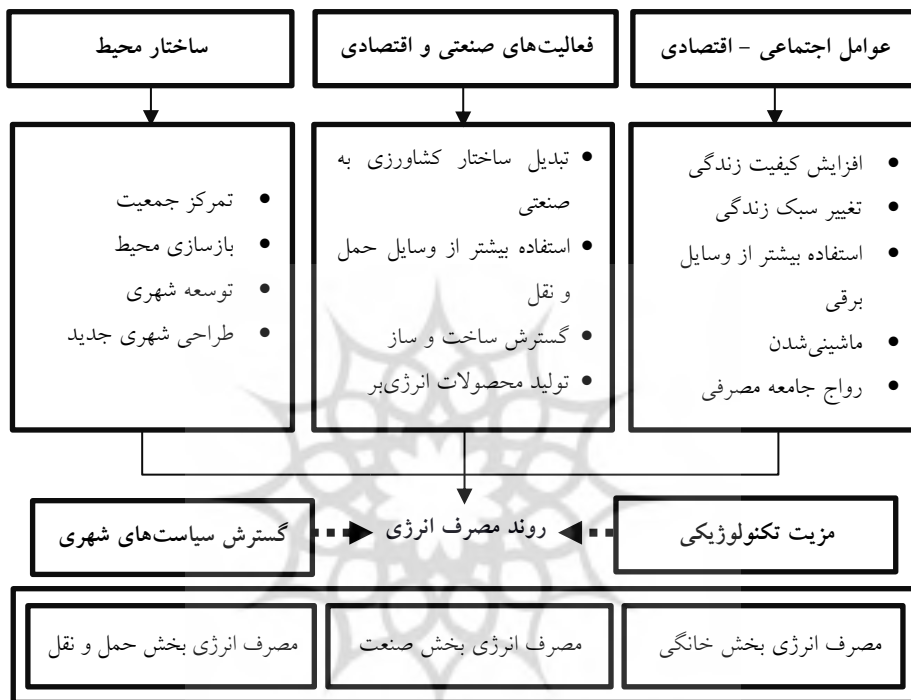 عوامل اجتماعی – اقتصادی
فعالیت‌های صنعتی و اقتصادی
ساختار محیط
• افزایش کیفیت زندگی
• تغییر سبک زندگی
• استفاده بیشتر از وسایل
برقی
• ماشینی‌شدن
• رواج جامعه مصرفی
• تبدیل ساختار کشاورزی به
صنعتی
• استفاده بیشتر از وسایل حمل
و نقل
• گسترش ساخت و ساز
• تولید محصولات انرژی‌بر
• تمرکز جمعیت
• بازسازی محیط
• توسعه شهری
• طراحی شهری جدید
مزیت تکنولوژیکی
روند مصرف انرژی
گسترش سیاست‌های شهری
مصرف انرژی بخش خانگی
مصرف انرژی بخش صنعت
مصرف انرژی بخش حمل و نقل